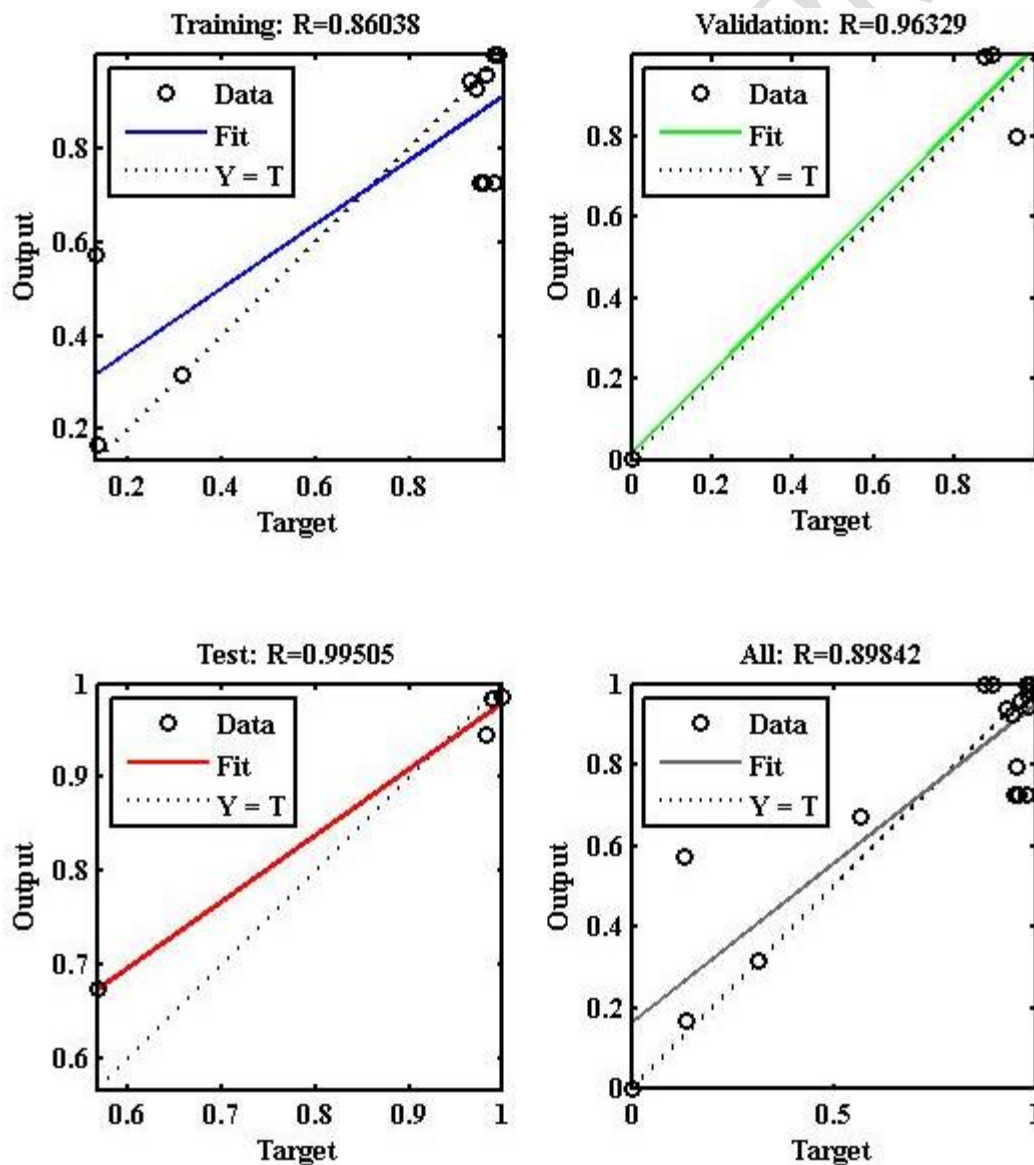 Training: R=0.86038
Data
Fit
Y = T
0.8
0.6
0.4
0.2
Output
0.2 0.4 0.6 0.8
Target
Validation: R=0.96329
Data
Fit
Y = T
0.8
0.6
0.4
0.2
0
Output
0 0.2 0.4 0.6 0.8
Target
Test: R=0.99505
Data
Fit
Y = T
1
0.9
0.8
0.7
0.6
Output
0.6 0.7 0.8 0.9 1
Target
All: R=0.89842
Data
Fit
Y = T
1
0.8
0.6
0.4
0.2
0
Output
0 0.5 1
Target